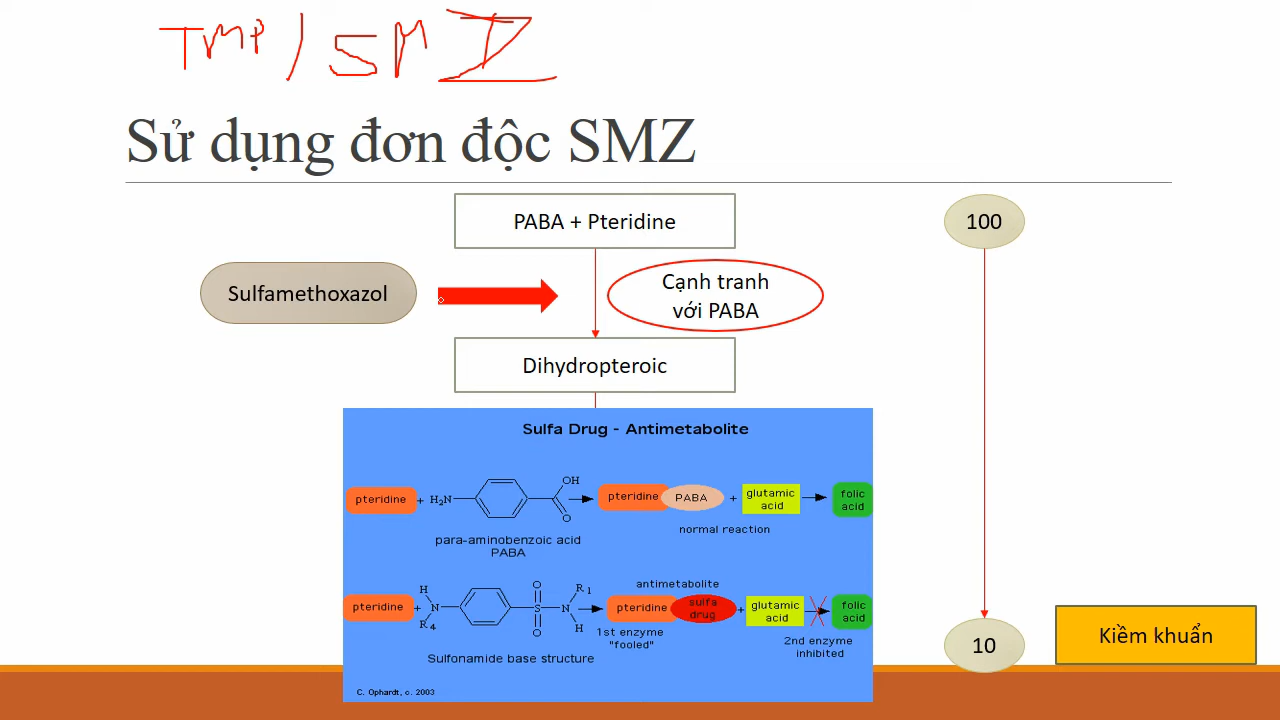 TMP/SMZ
Sử dụng đơn độc SMZ
PABA + Pteridine
100
Sulfamethoxazol
Cạnh tranh
với PABA
Dihydropteroic
Sulfa Drug - Antimetabolite
pteridine + H₂N OH O pteridine PABA + glutamic acid folic acid
normal reaction
para-aminobenzoic acid
PABA
antimetabolite
pteridine + H N R₄ O S O N R₁ H pteridine sulfa drug + glutamic acid folic acid
1st enzyme
"fooled"
2nd enzyme
inhibited
Sulfonamide base structure
C. Ophardt, c. 2003
10
Kiềm khuẩn